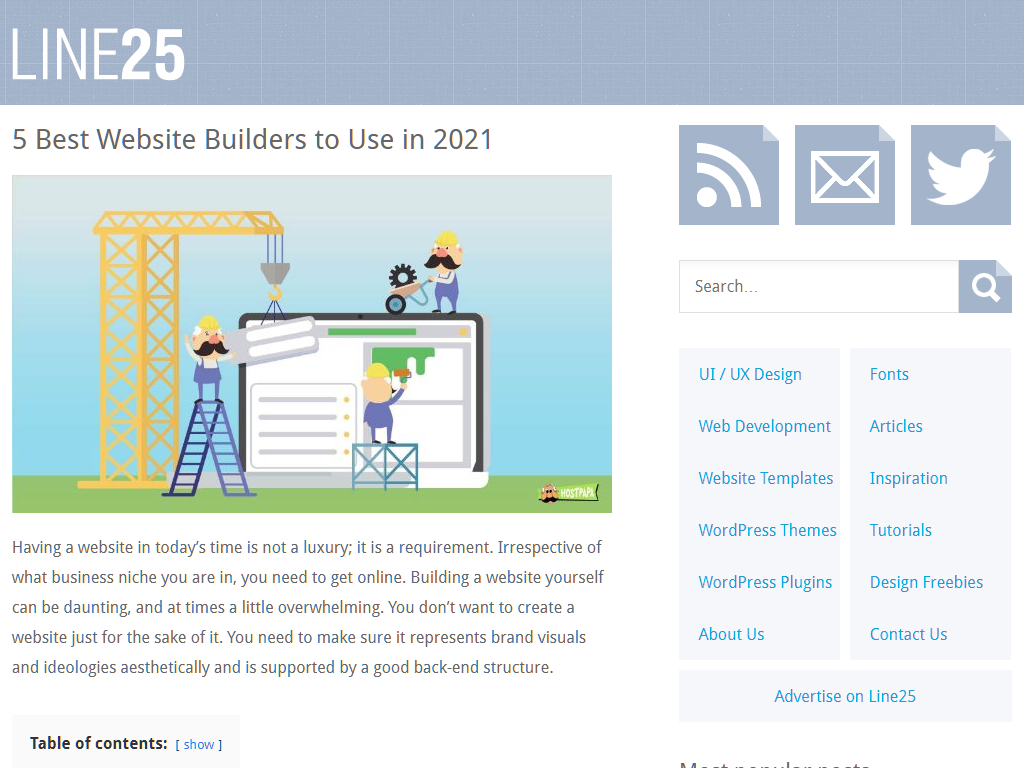 LINE25
5 Best Website Builders to Use in 2021
HOSTPAPA
Having a website in today’s time is not a luxury; it is a requirement. Irrespective of
what business niche you are in, you need to get online. Building a website yourself
can be daunting, and at times a little overwhelming. You don’t want to create a
website just for the sake of it. You need to make sure it represents brand visuals
and ideologies aesthetically and is supported by a good back-end structure.
Table of contents: [ show ]
Search…
UI / UX Design
Fonts
Web Development
Articles
Website Templates
Inspiration
WordPress Themes
Tutorials
WordPress Plugins
Design Freebies
About Us
Contact Us
Advertise on Line25
Most popular posts